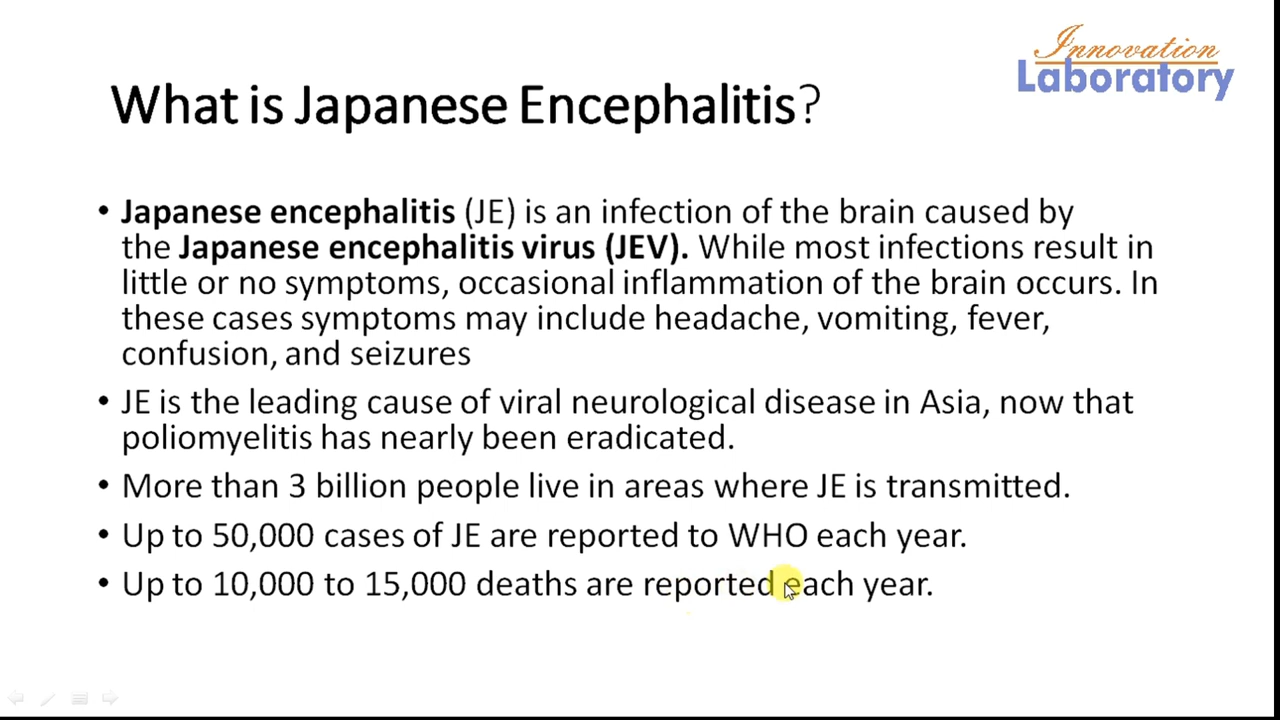 Innovation
Laboratory
What is Japanese Encephalitis?
• Japanese encephalitis (JE) is an infection of the brain caused by
the Japanese encephalitis virus (JEV). While most infections result in
little or no symptoms, occasional inflammation of the brain occurs. In
these cases symptoms may include headache, vomiting, fever,
confusion, and seizures
• JE is the leading cause of viral neurological disease in Asia, now that
poliomyelitis has nearly been eradicated.
• More than 3 billion people live in areas where JE is transmitted.
• Up to 50,000 cases of JE are reported to WHO each year.
• Up to 10,000 to 15,000 deaths are reported each year.